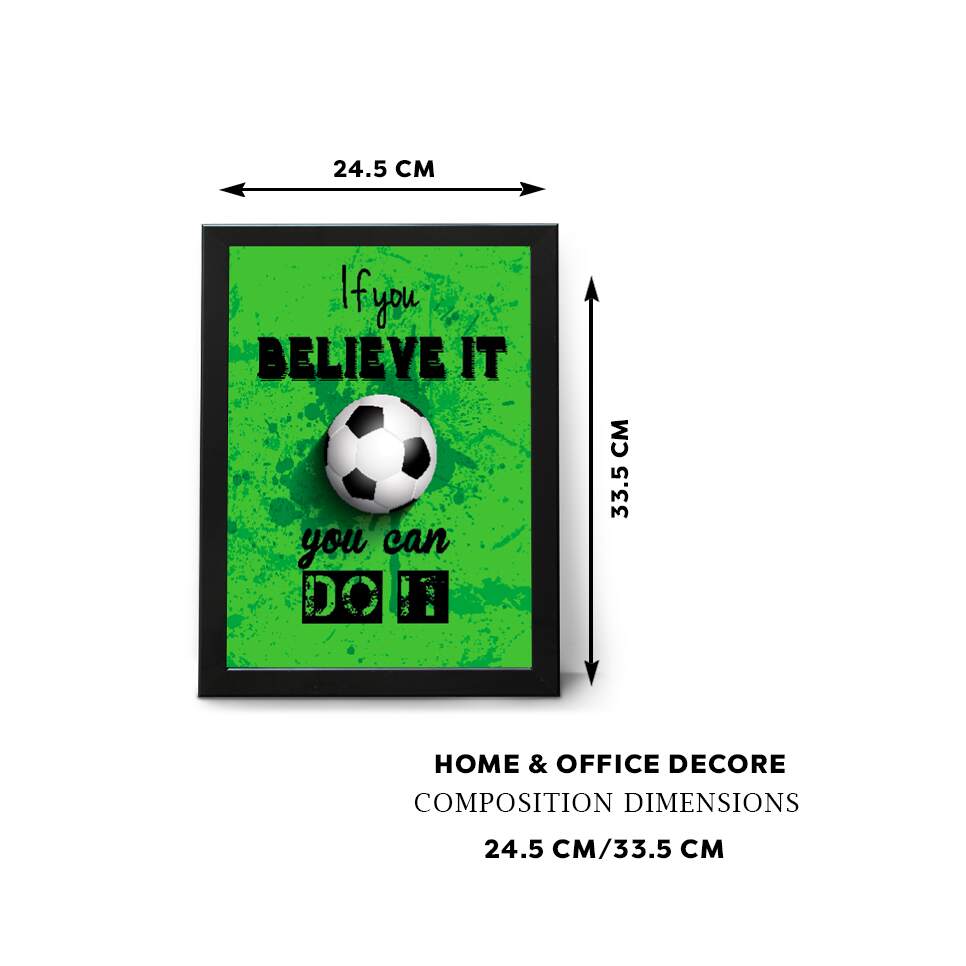 24.5 CM
If you
BELIEVE IT
you can
DO IT
33.5 CM
HOME & OFFICE DECORE
COMPOSITION DIMENSIONS
24.5 CM/33.5 CM